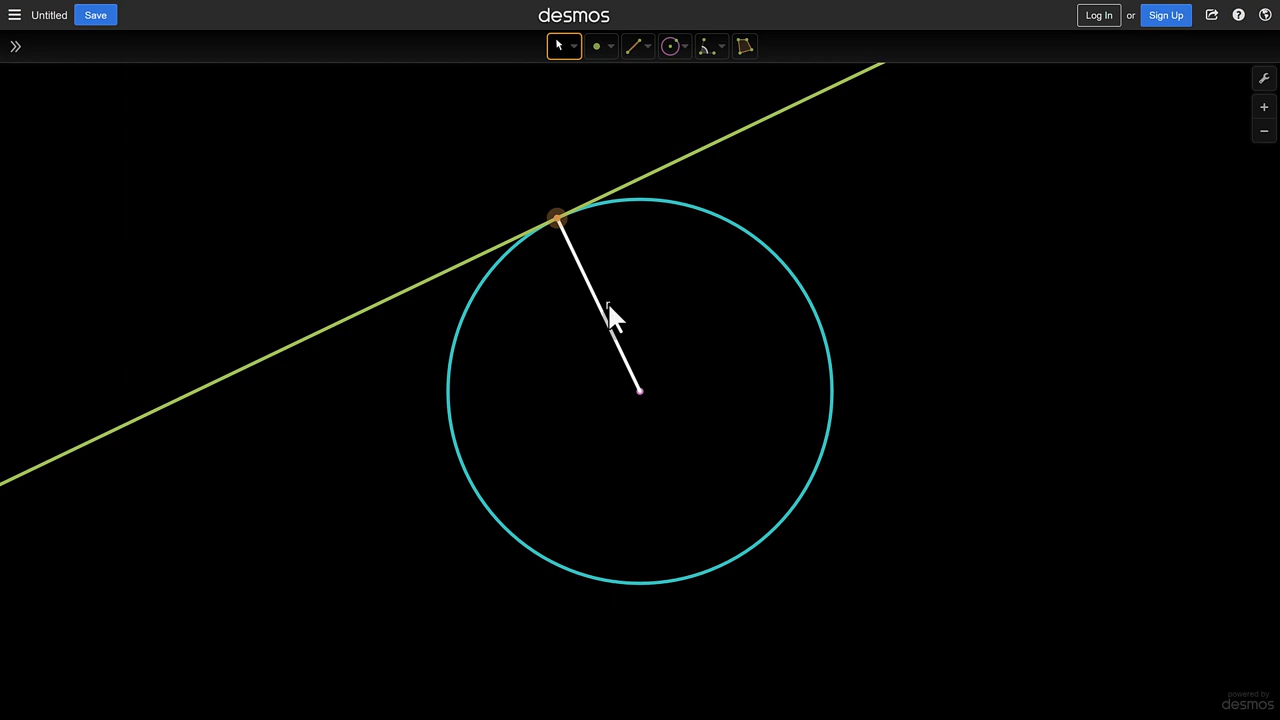 Untitled
Save
desmos
Log In
or
Sign Up
r
powered by
desmos